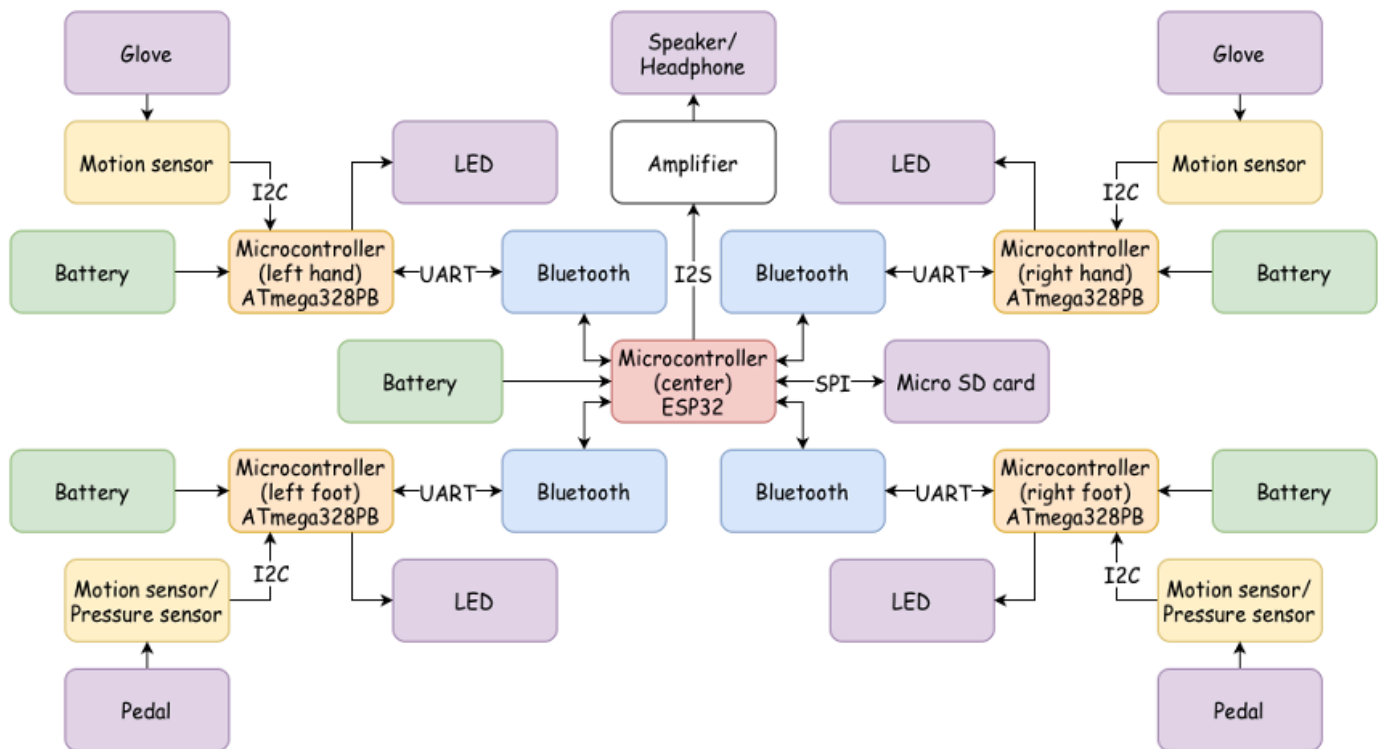 Glove
Speaker/
Headphone
Glove
Motion sensor
LED
Amplifier
LED
Motion sensor
I2C
I2C
Battery
Microcontroller
(left hand)
ATmega328PB
UART
Bluetooth
I2S
Bluetooth
UART
Microcontroller
(right hand)
ATmega328PB
Battery
Battery
Microcontroller
(center)
ESP32
SPI
Micro SD card
Battery
Microcontroller
(left foot)
ATmega328PB
UART
Bluetooth
Bluetooth
UART
Microcontroller
(right foot)
ATmega328PB
Battery
I2C
I2C
Motion sensor/
Pressure sensor
LED
LED
Motion sensor/
Pressure sensor
Pedal
Pedal